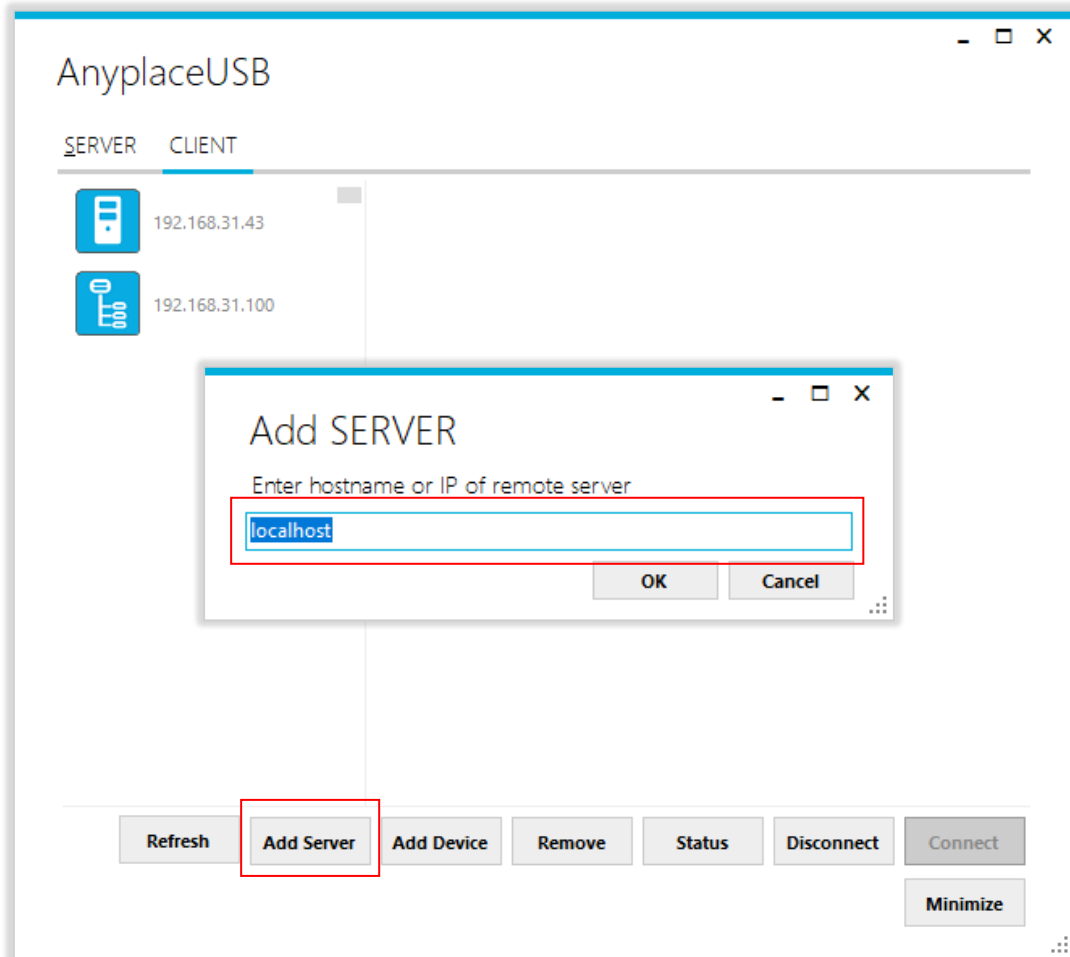 AnyplaceUSB
SERVER CLIENT
192.168.31.43
192.168.31.100
Add SERVER
Enter hostname or IP of remote server
localhost
OK Cancel
Refresh Add Server Add Device Remove Status Disconnect Connect
Minimize